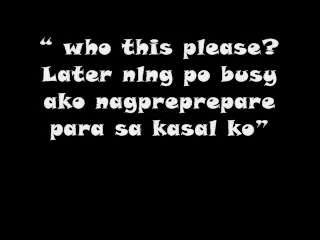 “ who this please?
Later nlng po busy
ako nagpreprepare
para sa kasal ko”